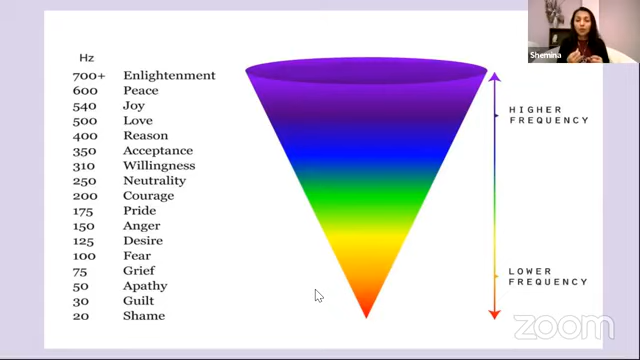 Hz
700+ Enlightenment
600 Peace
540 Joy
500 Love
400 Reason
350 Acceptance
310 Willingness
250 Neutrality
200 Courage
175 Pride
150 Anger
125 Desire
100 Fear
75 Grief
50 Apathy
30 Guilt
20 Shame
HIGHER
FREQUENCY
LOWER
FREQUENCY
Shemina
zoom